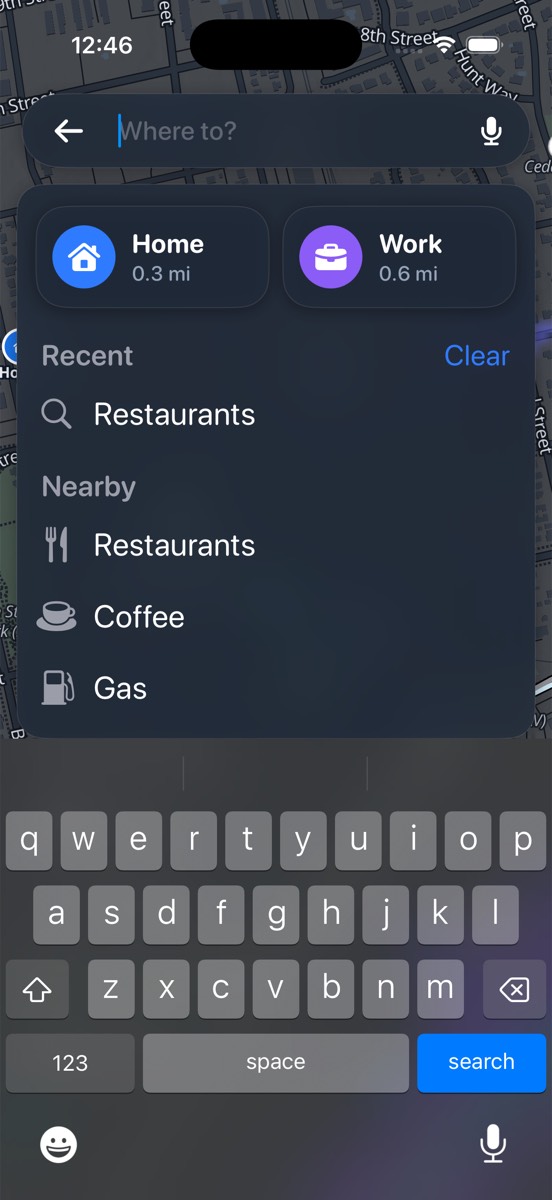 12:46
8th Street
Hunt Way
Where to?
Home
0.3 mi
Work
0.6 mi
Recent
Clear
Restaurants
Nearby
Restaurants
Coffee
Gas
q w e r t y u i o p
a s d f g h j k l
z x c v b n m
123
space
search